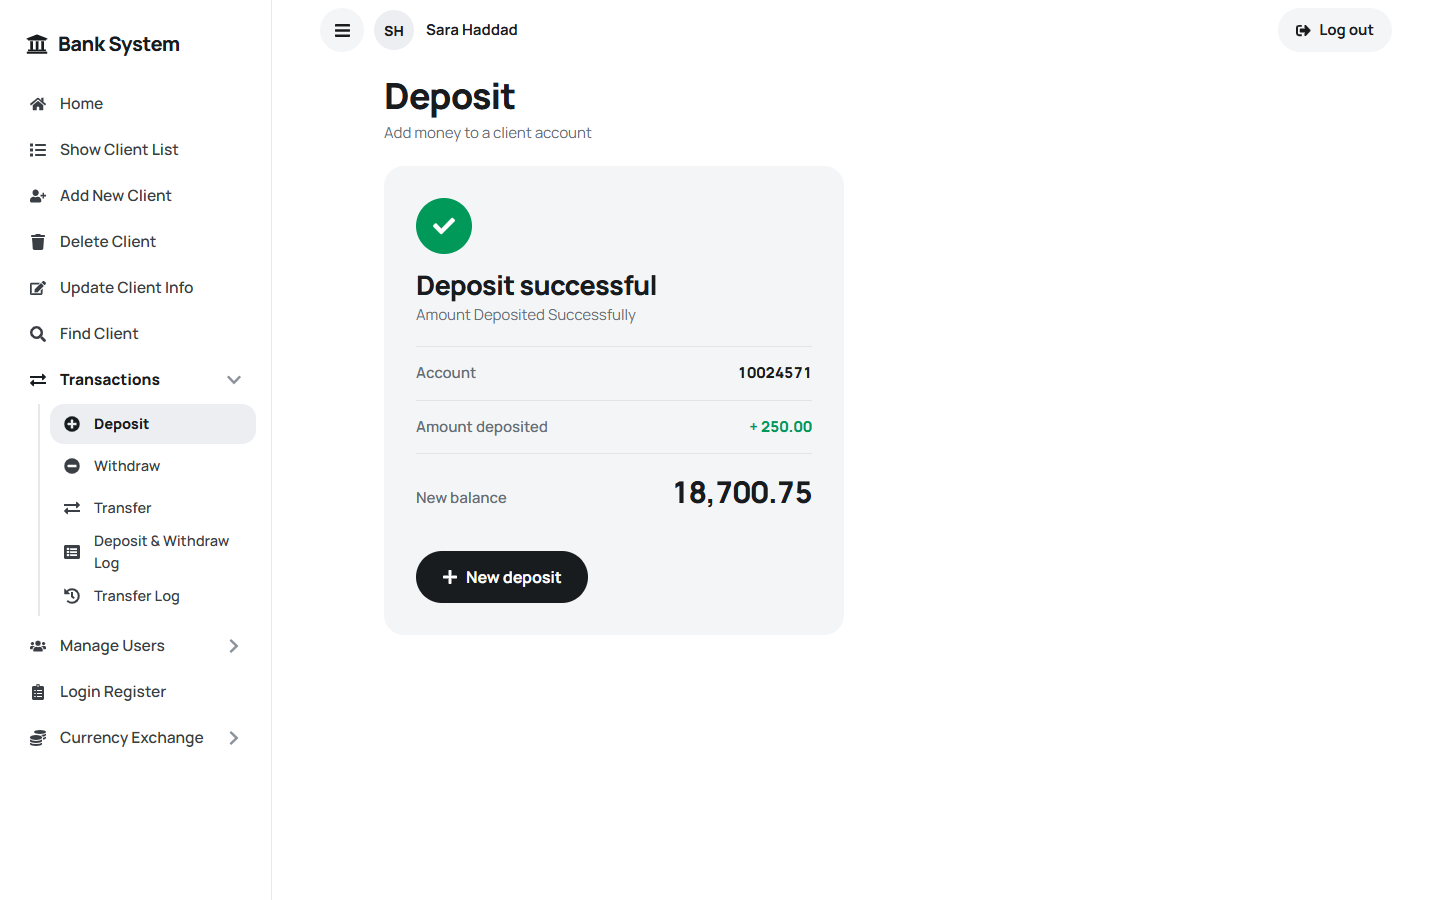 Bank System
Home
Show Client List
Add New Client
Delete Client
Update Client Info
Find Client
Transactions
Deposit
Withdraw
Transfer
Deposit & Withdraw
Log
Transfer Log
Manage Users
Login Register
Currency Exchange
SH Sara Haddad
Log out
Deposit
Add money to a client account
Deposit successful
Amount Deposited Successfully
Account 10024571
Amount deposited + 250.00
New balance 18,700.75
New deposit